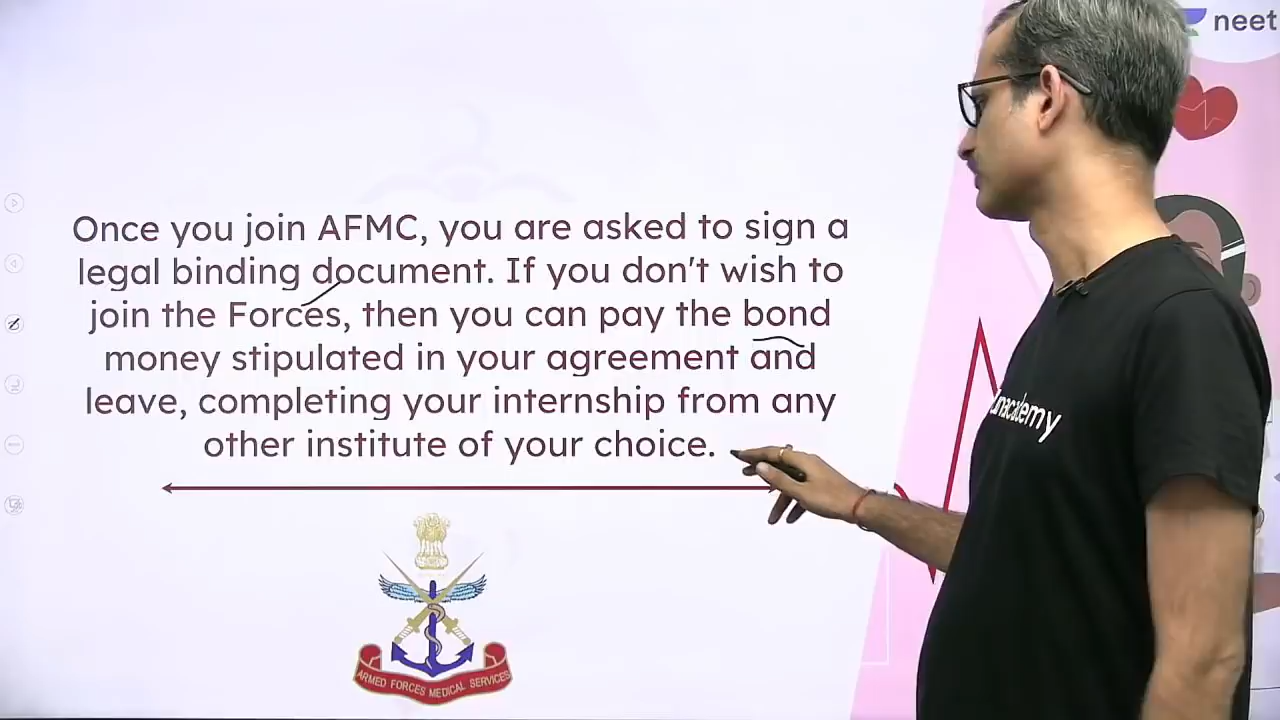 neet
Once you join AFMC, you are asked to sign a
legal binding document. If you don't wish to
join the Forces, then you can pay the bond
money stipulated in your agreement and
leave, completing your internship from any
other institute of your choice.
unacademy
ARMED FORCES MEDICAL SERVICES